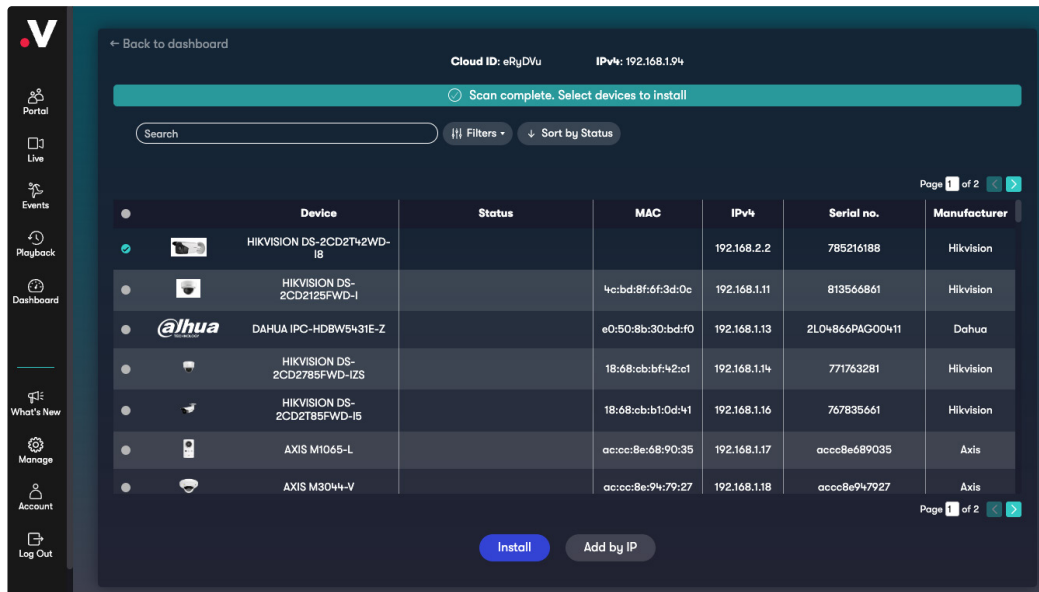 .V
← Back to dashboard
Cloud ID: eRyDVu IPv4: 192.168.1.94
Scan complete. Select devices to install
Search Filters Sort by Status
Portal
Live
Events
Playback
Dashboard
What's New
Manage
Account
Log Out
Page 1 of 2
Device Status MAC IPv4 Serial no. Manufacturer
HIKVISION DS-2CD2T42WD-
I8
192.168.2.2 785216188 Hikvision
HIKVISION DS-
2CD2125FWD-I
4c:bd:8f:6f:3d:0c 192.168.1.11 813566861 Hikvision
alhua DAHUA IPC-HDBW5431E-Z e0:50:8b:30:bd:f0 192.168.1.13 2L04866PAG00411 Dahua
HIKVISION DS-
2CD2785FWD-IZS
18:68:cb:bf:42:c1 192.168.1.14 771763281 Hikvision
HIKVISION DS-
2CD2T85FWD-I5
18:68:cb:b1:0d:41 192.168.1.16 767835661 Hikvision
AXIS M1065-L ac:cc:8e:68:90:35 192.168.1.17 accc8e689035 Axis
AXIS M3044-V ac:cc:8e:94:79:27 192.168.1.18 accc8e947927 Axis
Page 1 of 2
Install Add by IP